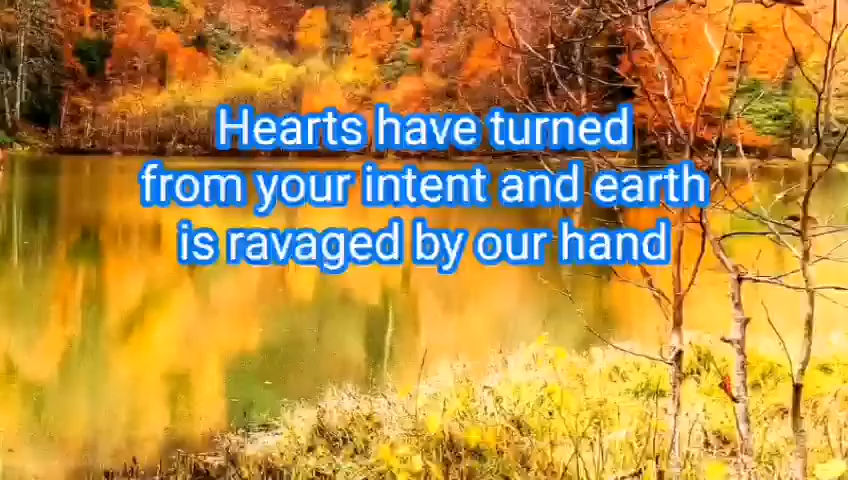 Hearts have turned
from your intent and earth
is ravaged by our hand